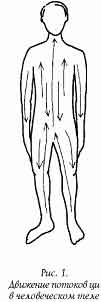 Рис. 1.
Движение потоков ци
в человеческом теле